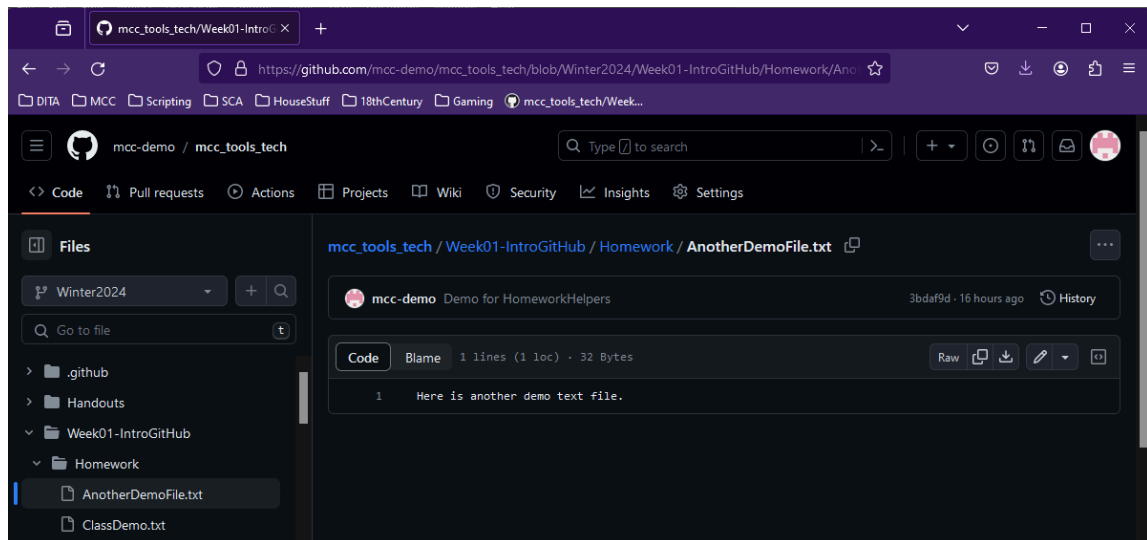 mcc_tools_tech/Week01-IntroG
https://github.com/mcc-demo/mcc_tools_tech/blob/Winter2024/Week01-IntroGitHub/Homework/Ano
DITA MCC Scripting SCA HouseStuff 18thCentury Gaming mcc_tools_tech/Week...
mcc-demo / mcc_tools_tech Type / to search
Code Pull requests Actions Projects Wiki Security Insights Settings
Files
mcc_tools_tech / Week01-IntroGitHub / Homework / AnotherDemoFile.txt
Winter2024
mcc-demo Demo for HomeworkHelpers 3bdaf9d · 16 hours ago History
Go to file t
Code Blame 1 lines (1 loc) · 32 Bytes Raw
.github
1 Here is another demo text file.
Handouts
Week01-IntroGitHub
Homework
AnotherDemoFile.txt
ClassDemo.txt